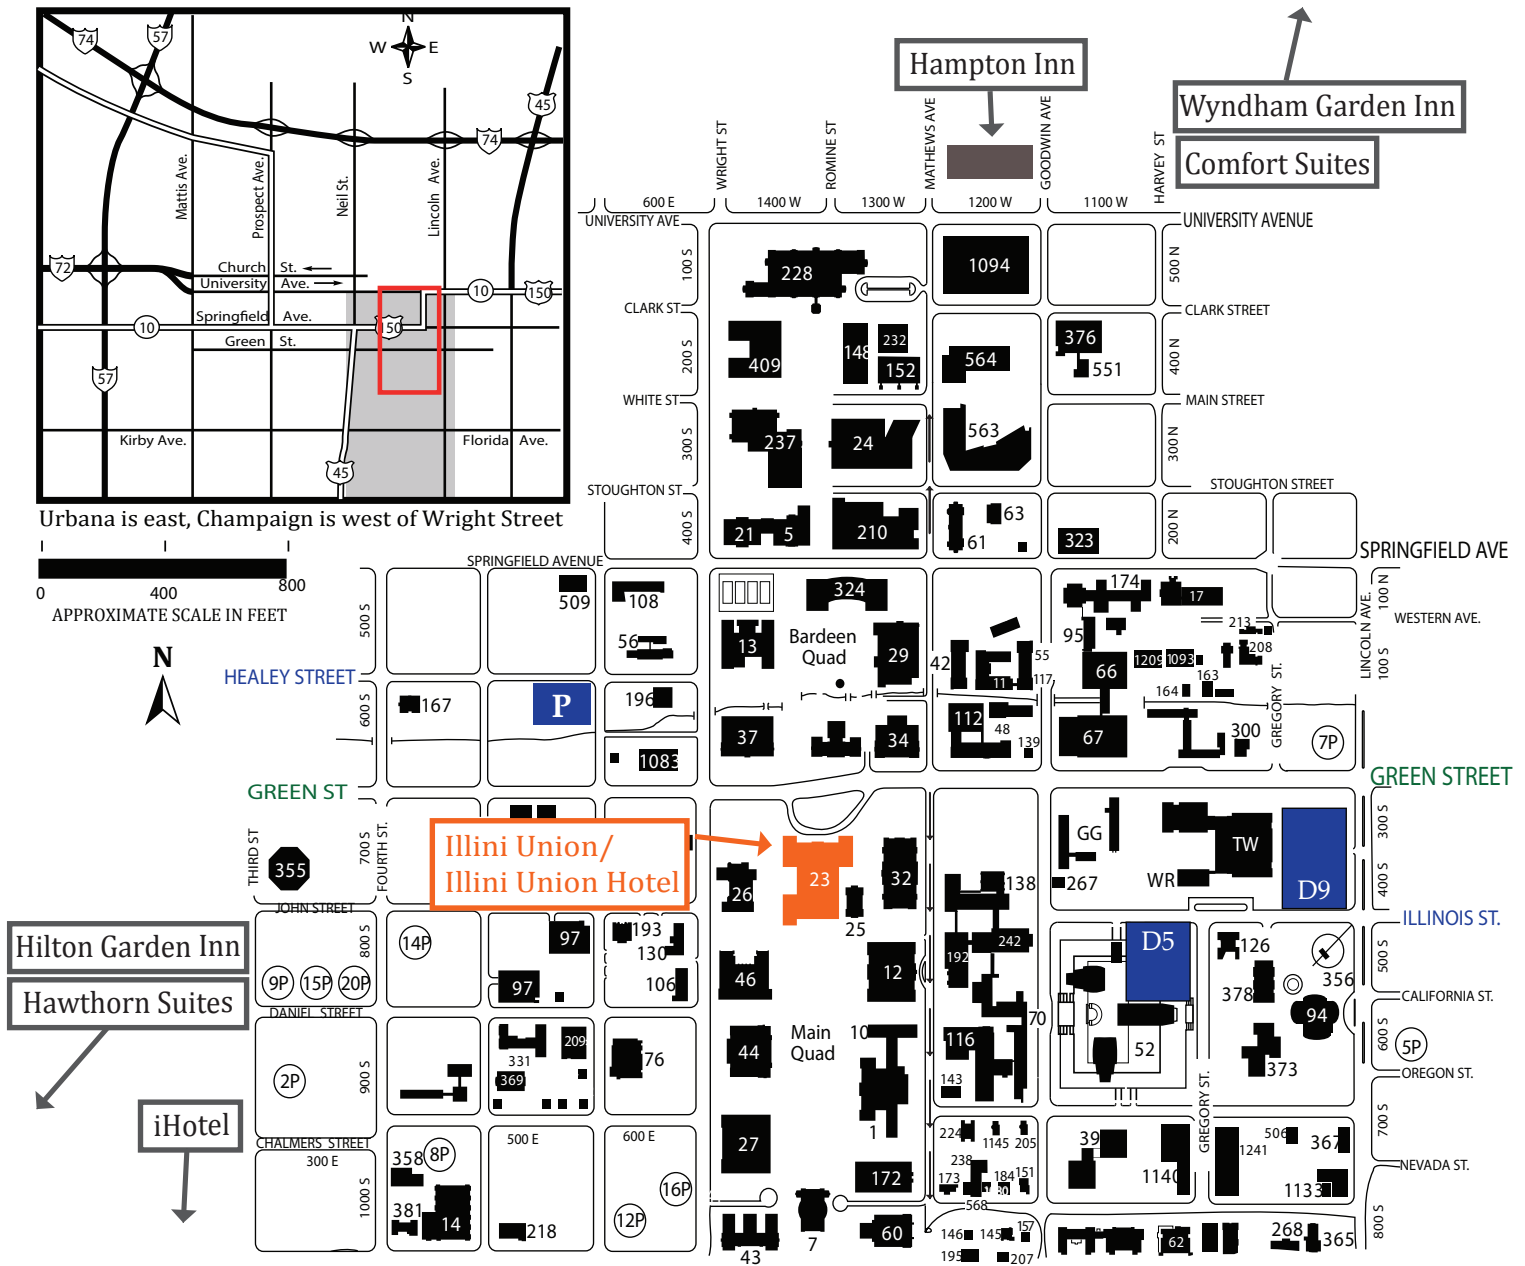 N
W E
S
74
57
45
74
Mattis Ave.
Prospect Ave.
Neil St.
Lincoln Ave.
72
Church St.
University Ave.
10
150
10
Springfield Ave.
150
Green St.
57
Kirby Ave.
Florida Ave.
45
Urbana is east, Champaign is west of Wright Street
0
400
800
APPROXIMATE SCALE IN FEET
N
Hampton Inn
Wyndham Garden Inn
Comfort Suites
WRIGHT ST
ROMINE ST
MATHEWS AVE
GOODWIN AVE
HARVEY ST
600 E
1400 W
1300 W
1200 W
1100 W
UNIVERSITY AVE
UNIVERSITY AVENUE
100 S
228
1094
500 N
CLARK ST
CLARK STREET
200 S
409
148
232
152
564
376
551
400 N
WHITE ST
MAIN STREET
300 S
237
24
563
300 N
STOUGHTON ST.
STOUGHTON STREET
400 S
21
5
210
61
63
323
200 N
SPRINGFIELD AVENUE
SPRINGFIELD AVE
500 S
509
108
56
324
13
Bardeen
Quad
29
42
55
11
117
174
17
95
66
1209
1093
213
208
163
164
GREGORY ST.
LINCOLN AVE.
100 N
WESTERN AVE.
100 S
HEALEY STREET
600 S
167
P
196
1083
37
34
112
48
139
67
300
7P
GREEN ST
GREEN STREET
THIRD ST
355
700 S
FOURTH ST.
Illini Union/
Illini Union Hotel
26
23
25
32
138
GG
267
WR
TW
D9
300 S
400 S
JOHN STREET
ILLINOIS ST.
Hilton Garden Inn
Hawthorn Suites
9P
15P
20P
800 S
14P
97
97
193
130
106
46
12
192
242
D5
126
378
356
94
500 S
CALIFORNIA ST.
DANIEL STREET
2P
900 S
331
209
369
76
44
Main
Quad
10
1
116
143
70
52
373
600 S
5P
OREGON ST.
GREGORY ST.
iHotel
CHALMERS STREET
300 E
1000 S
358
8P
381
14
500 E
218
600 E
16P
12P
27
172
43
7
60
224
1145
205
238
173
184
151
568
146
145
157
195
207
39
1140
62
1241
506
367
1133
268
365
700 S
NEVADA ST.
800 S